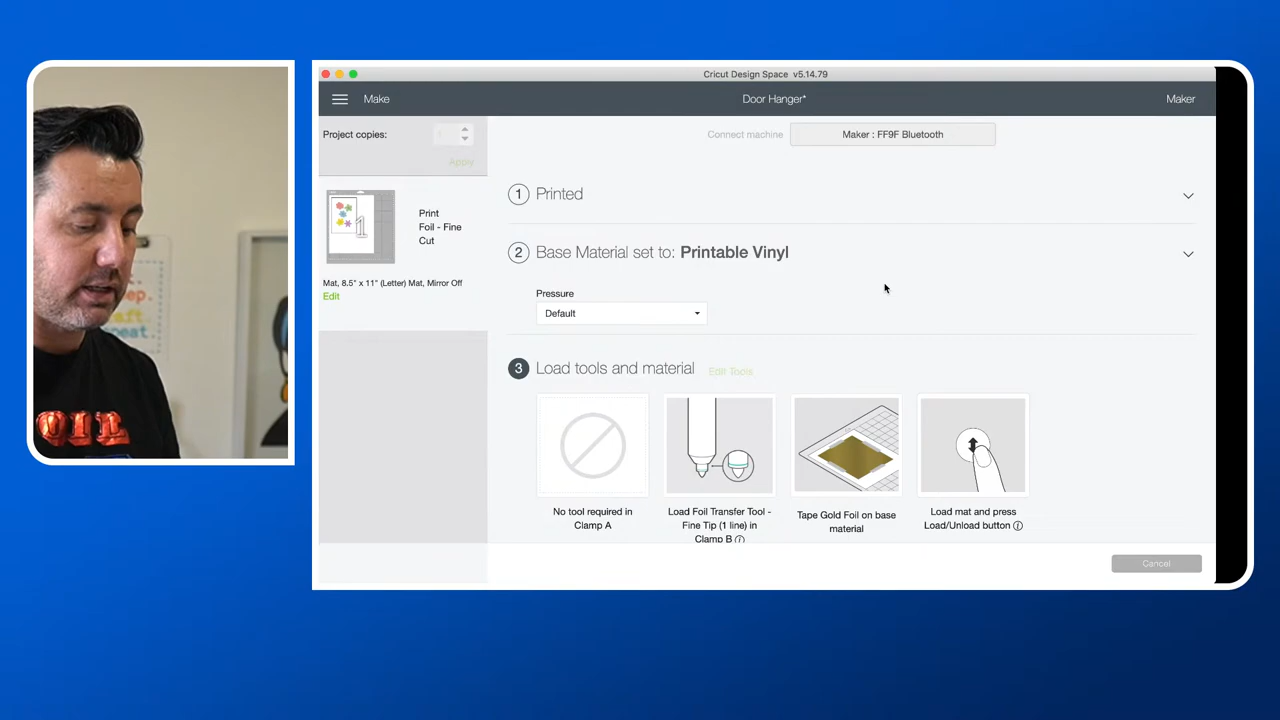 Cricut Design Space v5.14.79
Make
Door Hanger*
Maker
Project copies:
Apply
Connect machine
Maker : FF9F Bluetooth
Print
Foil - Fine
Cut
Mat, 8.5" x 11" (Letter) Mat, Mirror Off
Edit
1 Printed
2 Base Material set to: Printable Vinyl
Pressure
Default
3 Load tools and material
Edit Tools
No tool required in
Clamp A
Load Foil Transfer Tool -
Fine Tip (1 line) in
Clamp B
Tape Gold Foil on base
material
Load mat and press
Load/Unload button
Cancel